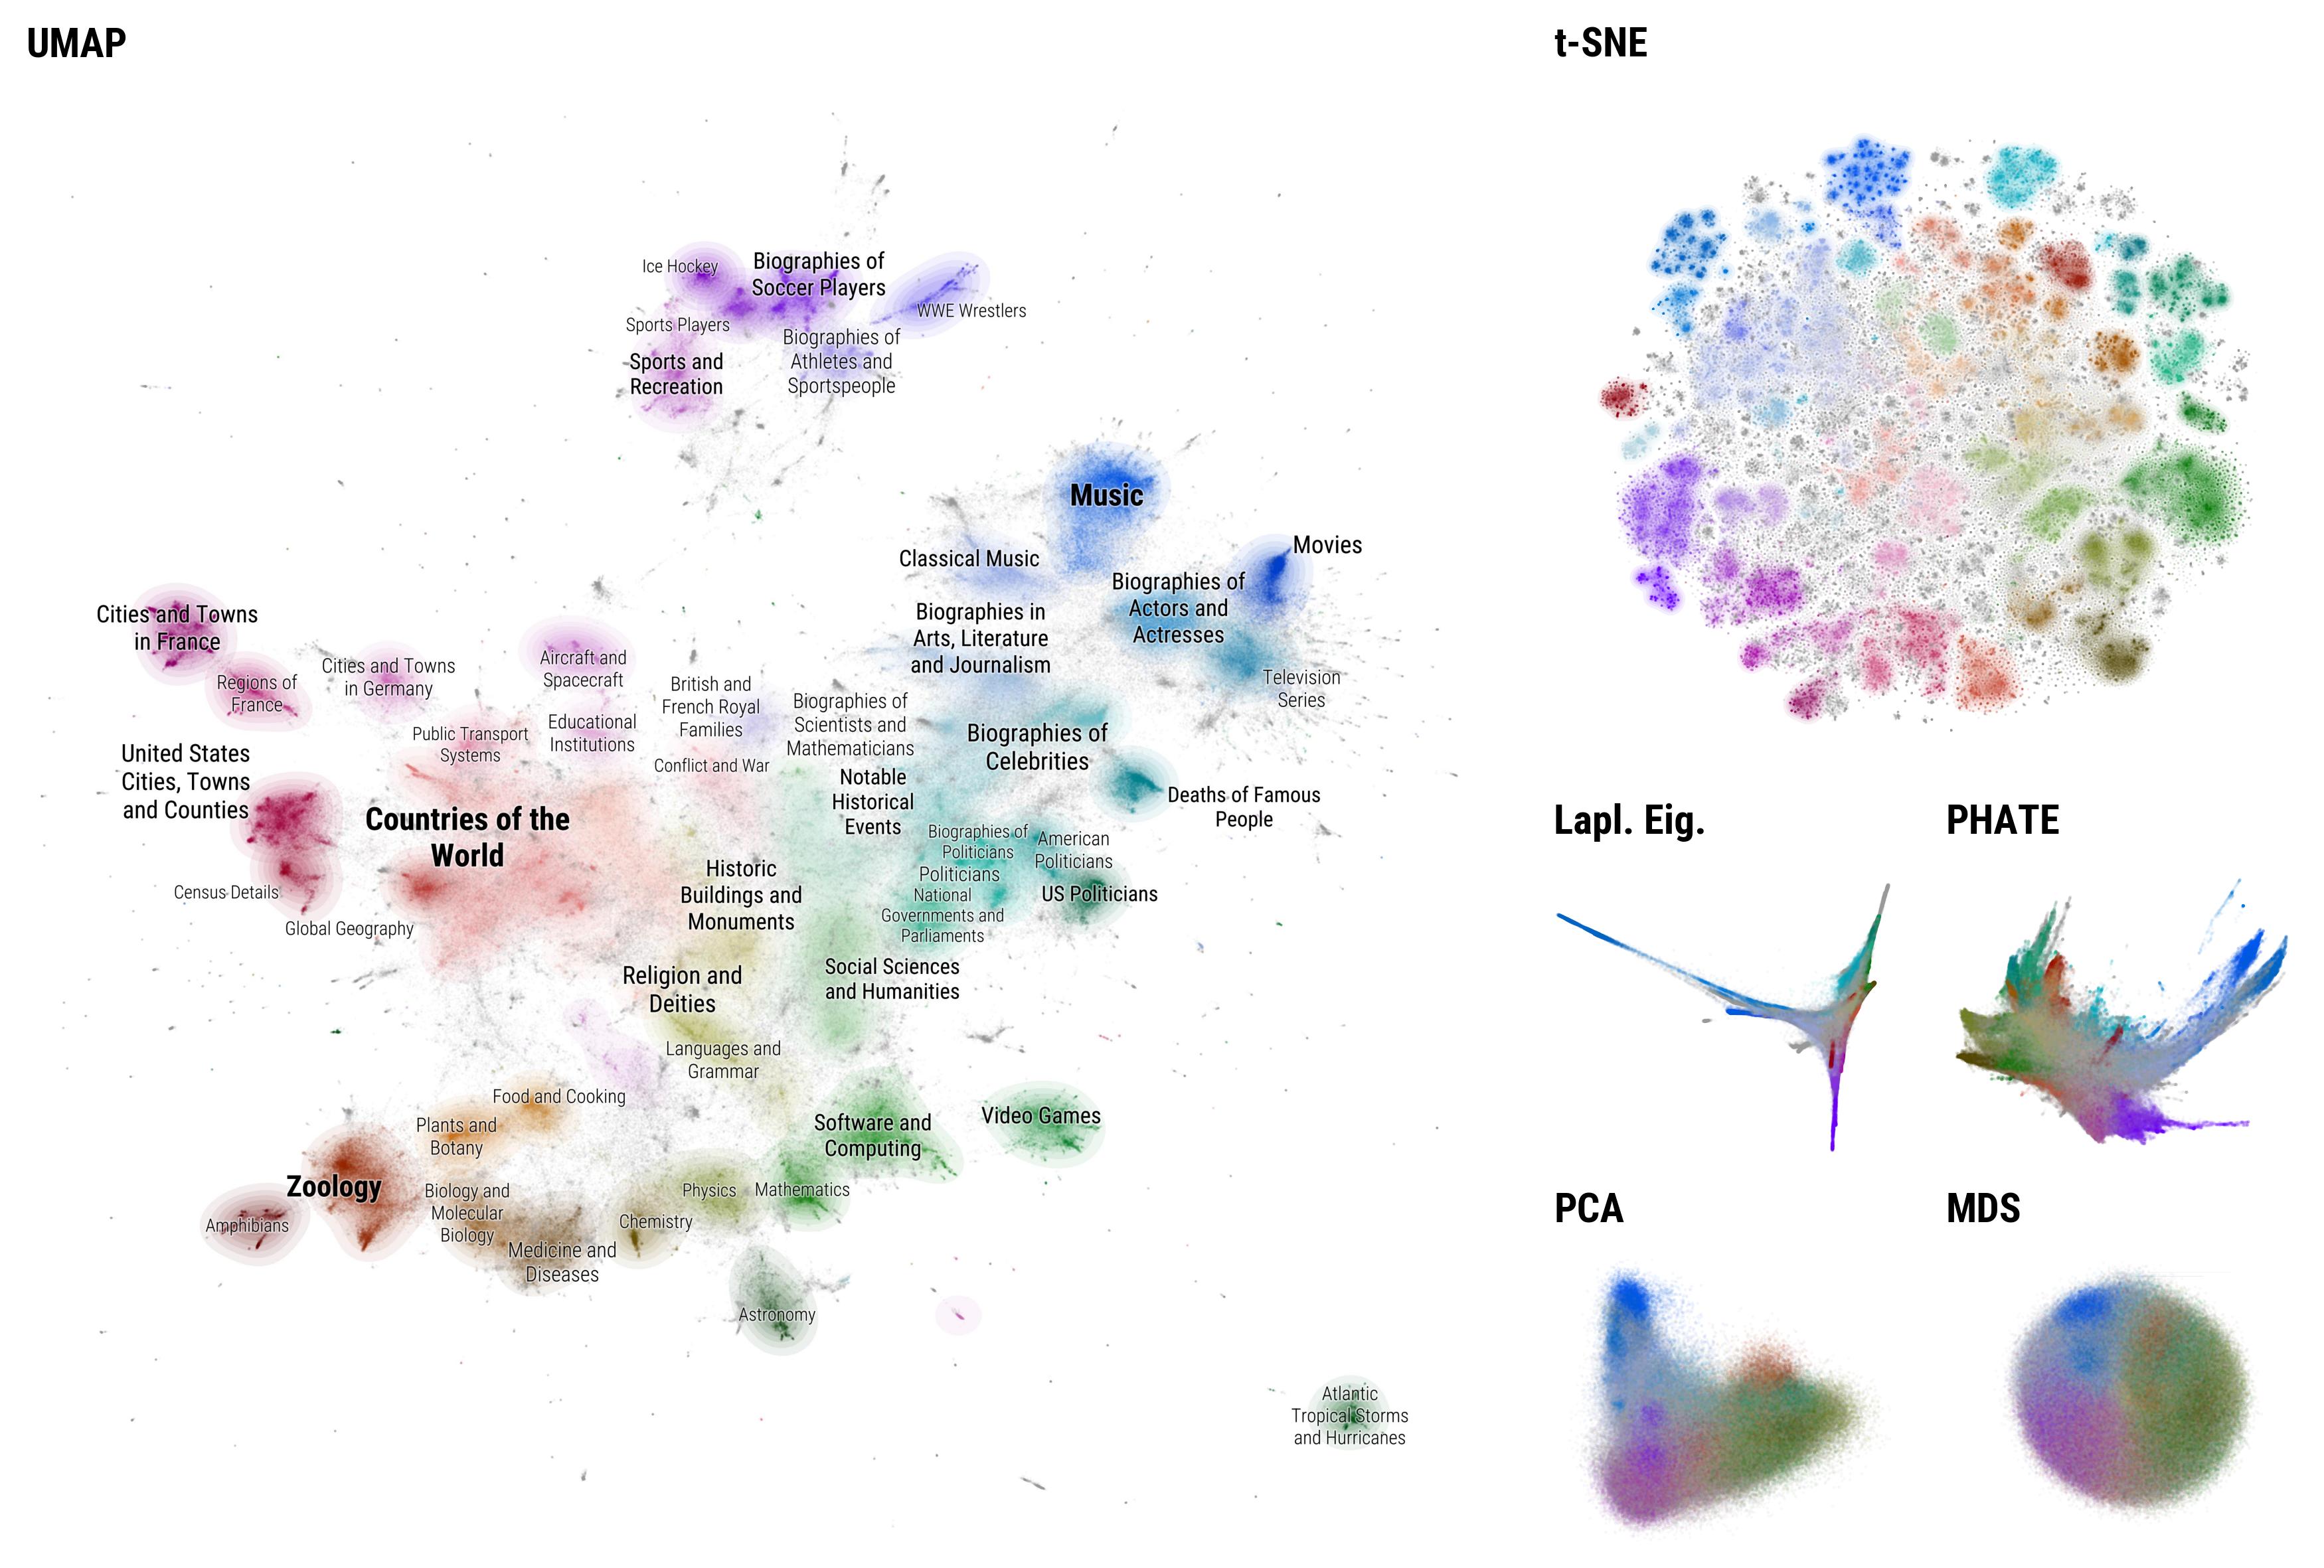 UMAP
t-SNE
Ice Hockey
Biographies of
Soccer Players
WWE Wrestlers
Sports Players
Biographies of
Athletes and
Sportspeople
Sports and
Recreation
Music
Classical Music
Movies
Biographies of
Actors and
Actresses
Biographies in
Arts, Literature
and Journalism
Television
Series
Cities and Towns
in France
Regions of
France
Cities and Towns
in Germany
Aircraft and
Spacecraft
Public Transport
Systems
Educational
Institutions
British and
French Royal
Families
Biographies of
Scientists and
Mathematicians
Conflict and War
Biographies of
Celebrities
United States
Cities, Towns
and Counties
Countries of the
World
Notable
Historical
Events
Deaths of Famous
People
Biographies of
Politicians
American
Politicians
Politicians
US Politicians
National
Governments and
Parliaments
Census Details
Global Geography
Historic
Buildings and
Monuments
Religion and
Deities
Social Sciences
and Humanities
Languages and
Grammar
Food and Cooking
Plants and
Botany
Software and
Computing
Video Games
Zoology
Amphibians
Biology and
Molecular
Biology
Medicine and
Diseases
Chemistry
Physics
Mathematics
Astronomy
Atlantic
Tropical Storms
and Hurricanes
Lapl. Eig.
PHATE
PCA
MDS